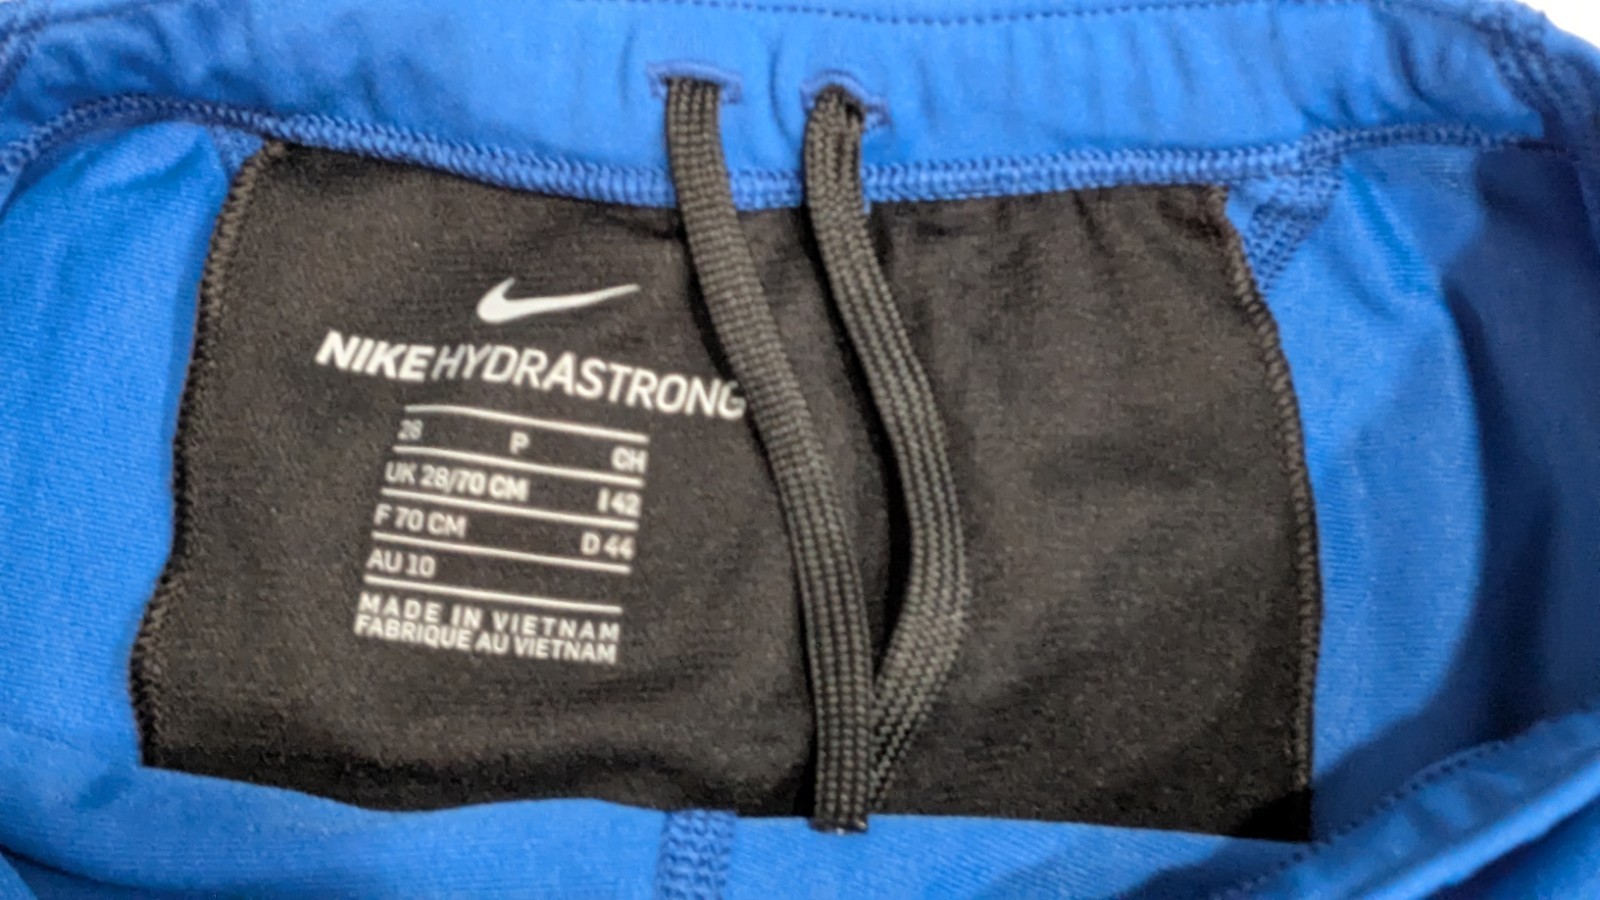 NIKE HYDRASTRONG
28 P CH
UK 28/70 CM I 42
F 70 CM D 44
AU 10
MADE IN VIETNAM
FABRIQUE AU VIETNAM